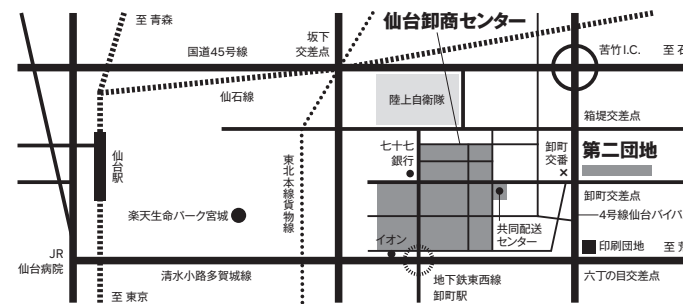 至 青森
国道45号線
坂下
交差点
仙台卸商センター
苦竹I.C.
至 石
仙石線
陸上自衛隊
箱堤交差点
仙台駅
東北本線貨物線
七十七
銀行
卸町
交番
第二団地
卸町交差点
楽天生命パーク宮城
4号線仙台バイパ
共同配送
センター
イオン
印刷団地
JR
仙台病院
清水小路多賀城線
地下鉄東西線
卸町駅
六丁の目交差点
至 東京